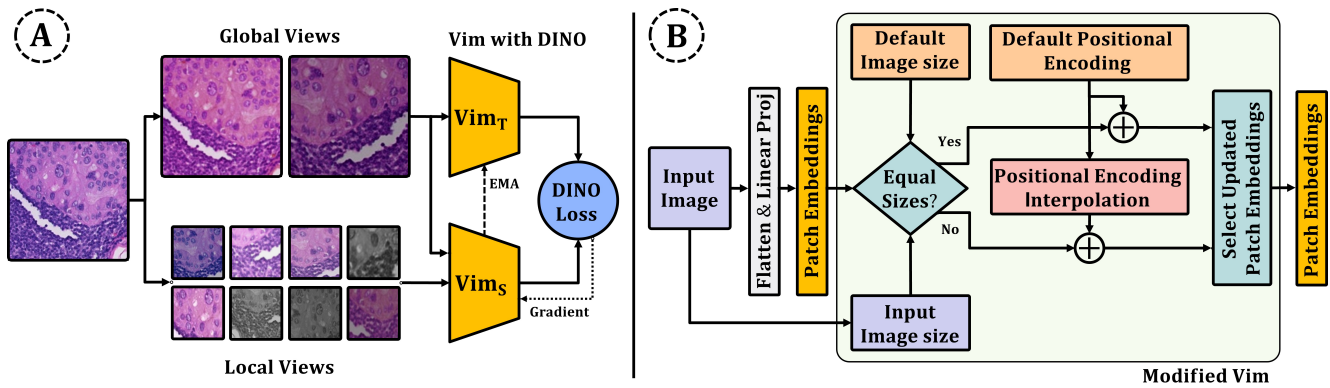 A
Global Views
Vim with DINO
Vim_T
EMA
DINO
Loss
Vim_S
Gradient
Local Views
B
Default
Image size
Default Positional
Encoding
Input
Image
Flatten & Linear Proj
Patch Embeddings
Equal
Sizes?
Yes
No
Positional Encoding
Interpolation
Select Updated
Patch Embeddings
Patch Embeddings
Input
Image size
Modified Vim